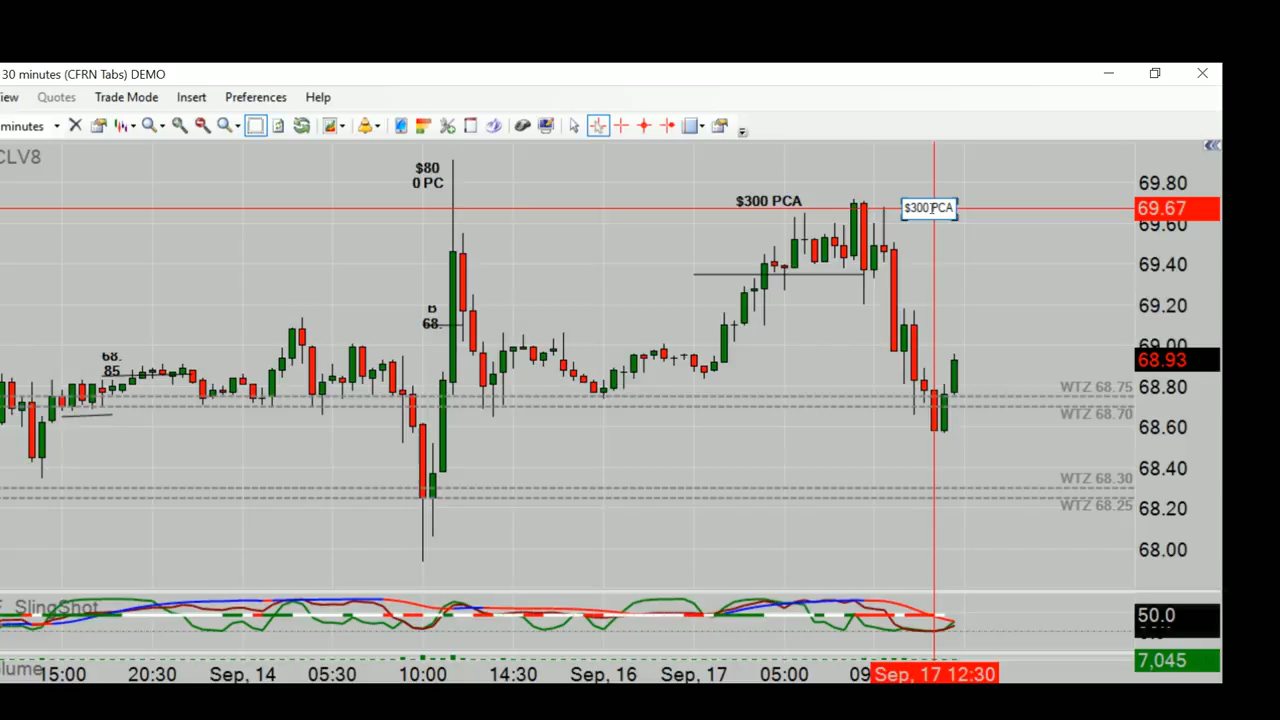 30 minutes (CFRN Tabs) DEMO
iew Quotes Trade Mode Insert Preferences Help
minutes
CLV8
$80
0 PC
$300 PCA
$300 PCA
69.80
69.67
69.60
69.40
69.20
69.00
68.93
68.80
68.60
68.40
68.20
68.00
B
68.
68.
85
WTZ 68.75
WTZ 68.70
WTZ 68.30
WTZ 68.25
SlingShot
50.0
olume
7,045
15:00 20:30 Sep, 14 05:30 10:00 14:30 Sep, 16 Sep, 17 05:00 09 Sep, 17 12:30